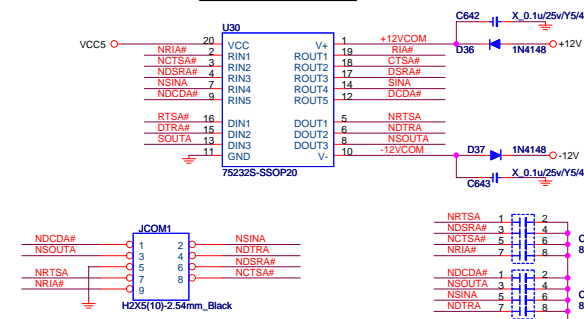 C642 X_0.1u/25v/Y5/4
U30
VCC5 20 VCC V+ 1 +12VCOM D36 1N4148 +12V
NRIA# 2 RIN1 ROUT1 19 RIA#
NCTSA# 3 RIN2 ROUT2 18 CTSA#
NDSRA# 4 RIN3 ROUT3 17 DSRA#
NSINA 7 RIN4 ROUT4 14 SINA
NDCDA# 9 RIN5 ROUT5 12 DCDA#
RTSA# 16 DIN1 DOUT1 5 NRTSA
DTRA# 15 DIN2 DOUT2 6 NDTRA
SOUTA 13 DIN3 DOUT3 8 NSOUTA
11 GND V- 10 -12VCOM D37 1N4148 -12V
75232S-SSOP20
C643 X_0.1u/25v/Y5/4
JCOM1
NDCDA# 1 2 NSINA
NSOUTA 3 4 NDTRA
5 6 NDSRA#
NRTSA 7 8 NCTSA#
NRIA# 9
H2X5(10)-2.54mm_Black
NRTSA 1 2
NDSRA# 3 4 C
NCTSA# 5 6 8
NRIA# 7 8
NDCDA# 1 2
NSOUTA 3 4 C
NSINA 5 6 8
NDTRA 7 8